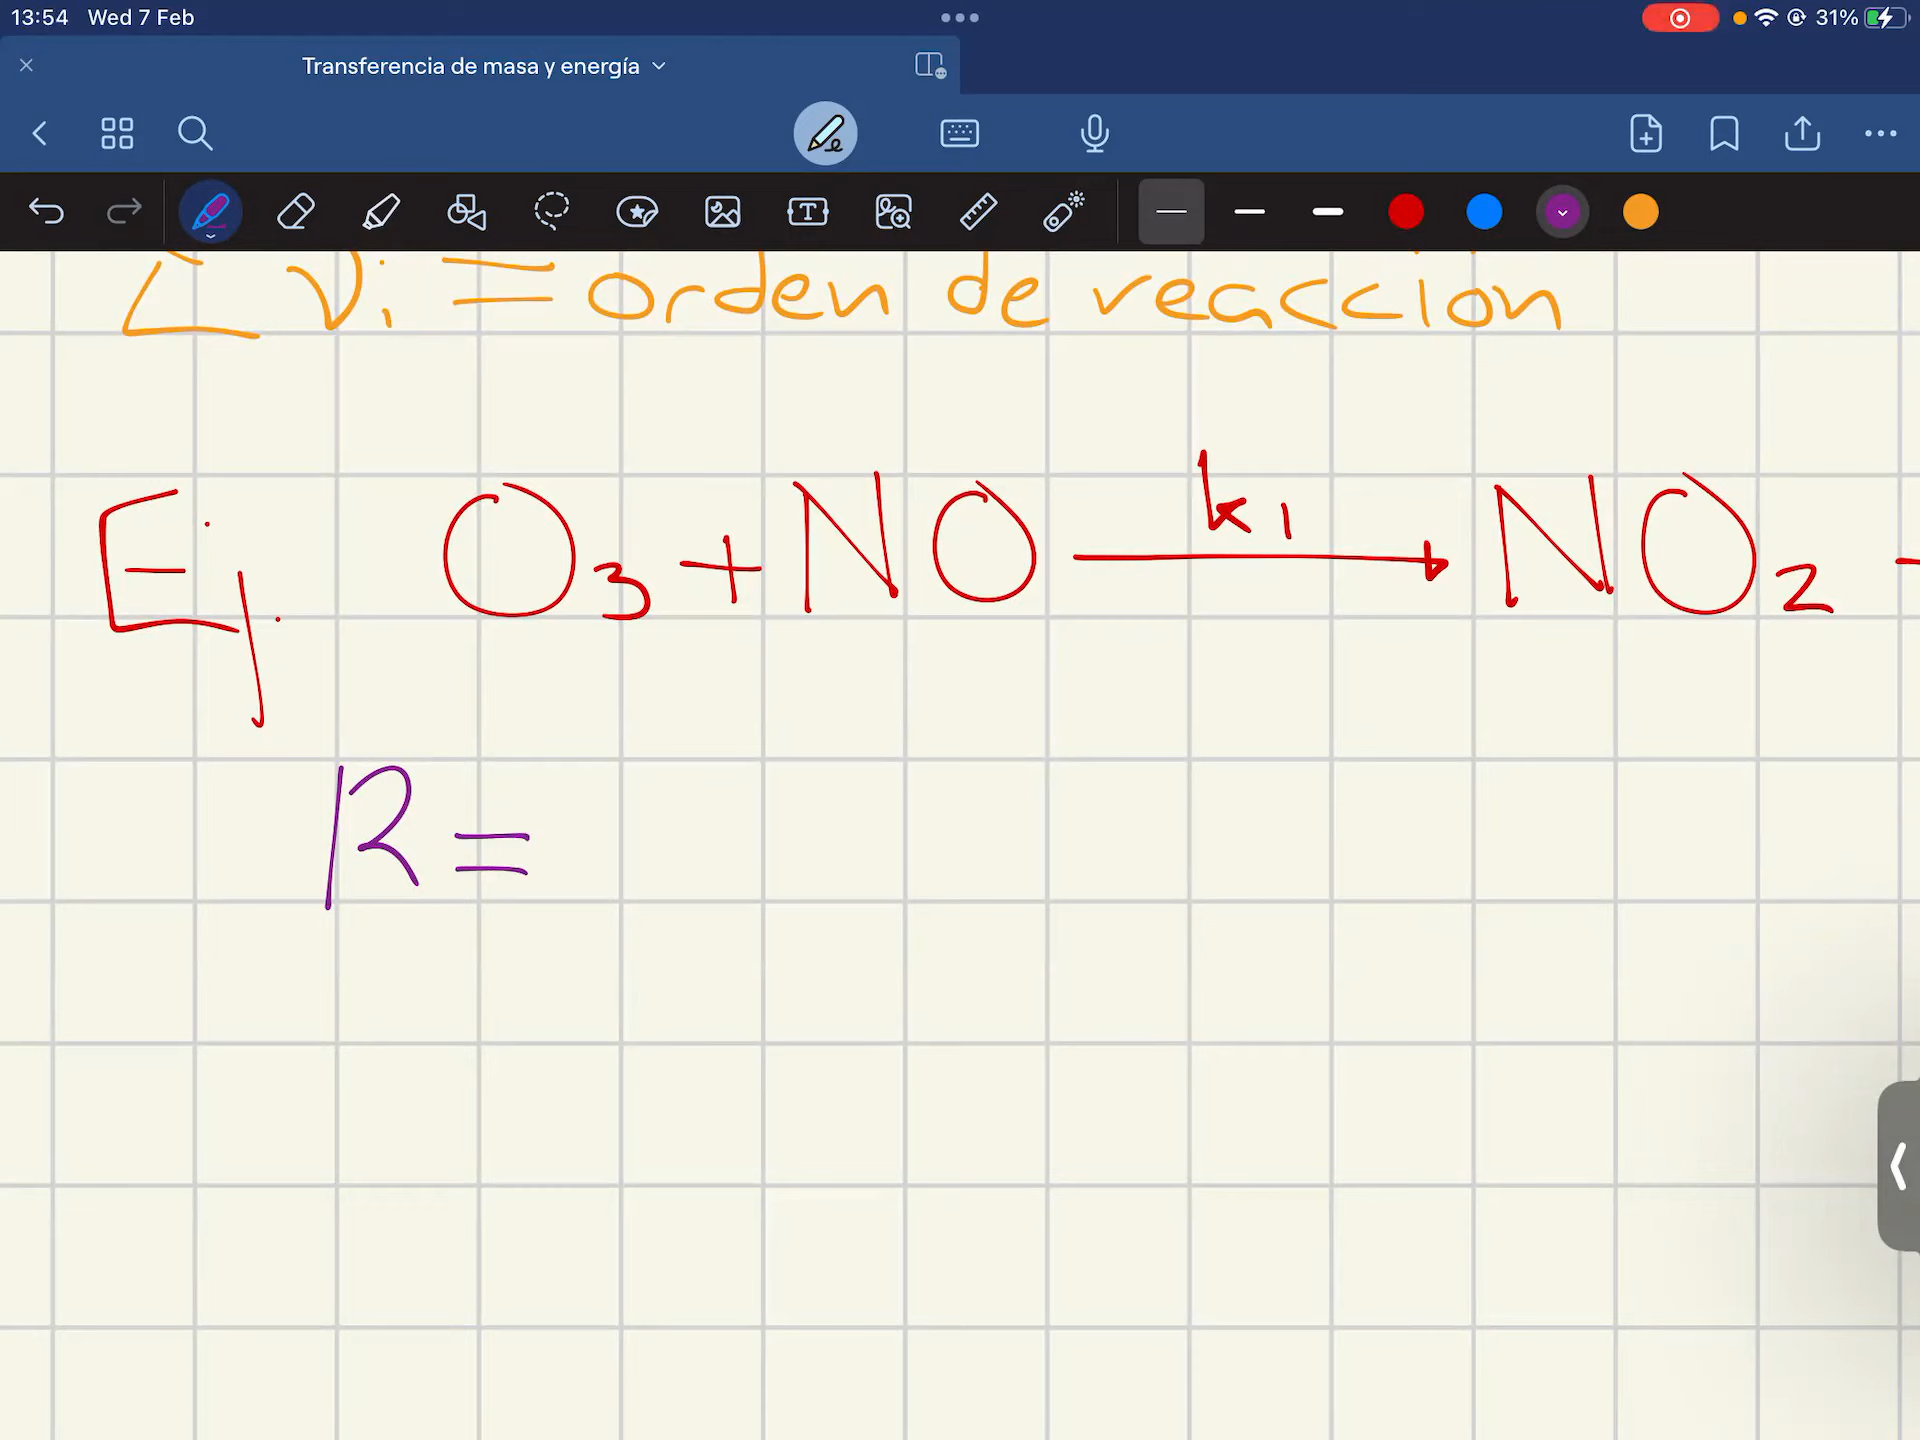 13:54 Wed 7 Feb 31%
Transferencia de masa y energía
Σ νi = orden de reacción
Ej. O3 + NO → NO2 -
k1
R =